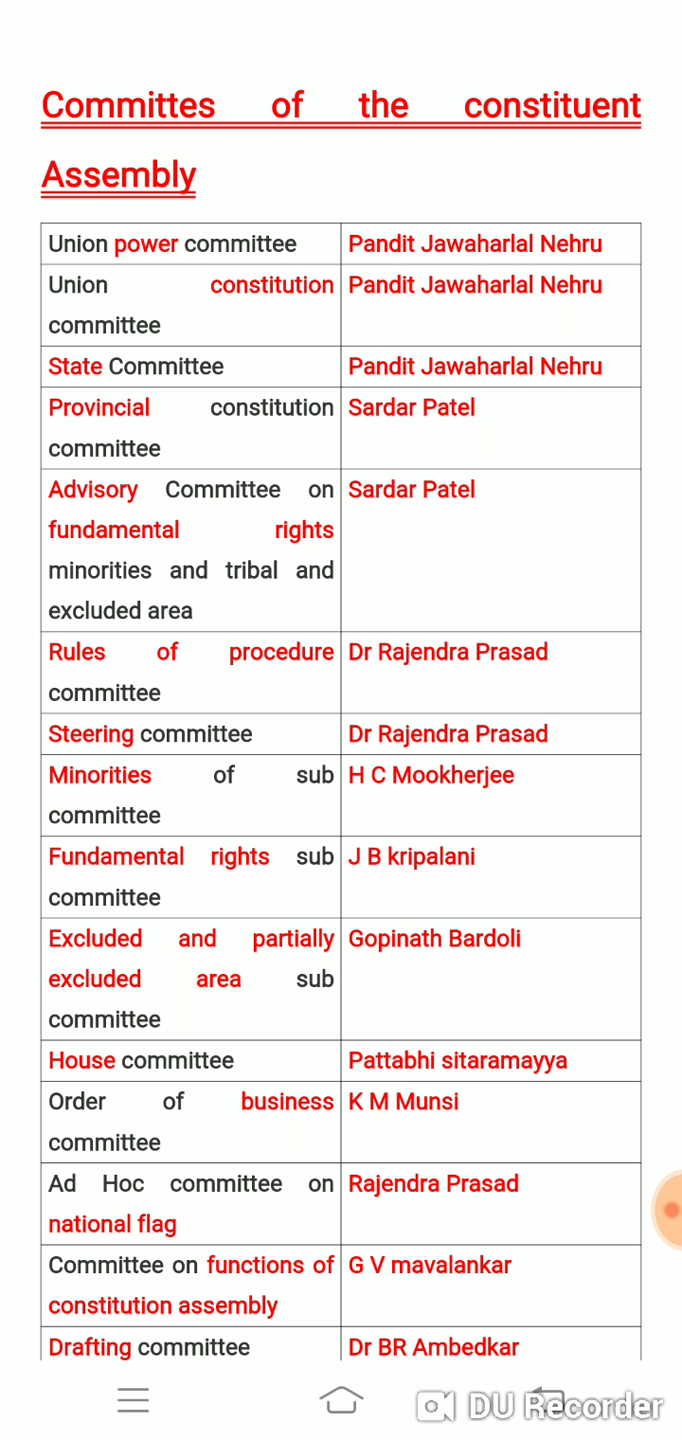 Committes of the constituent
Assembly
Union power committee Pandit Jawaharlal Nehru
Union constitution Pandit Jawaharlal Nehru
committee
State Committee Pandit Jawaharlal Nehru
Provincial constitution Sardar Patel
committee
Advisory Committee on Sardar Patel
fundamental rights
minorities and tribal and
excluded area
Rules of procedure Dr Rajendra Prasad
committee
Steering committee Dr Rajendra Prasad
Minorities of sub H C Mookherjee
committee
Fundamental rights sub J B kripalani
committee
Excluded and partially Gopinath Bardoli
excluded area sub
committee
House committee Pattabhi sitaramayya
Order of business K M Munsi
committee
Ad Hoc committee on Rajendra Prasad
national flag
Committee on functions of G V mavalankar
constitution assembly
Drafting committee Dr BR Ambedkar
DU Recorder